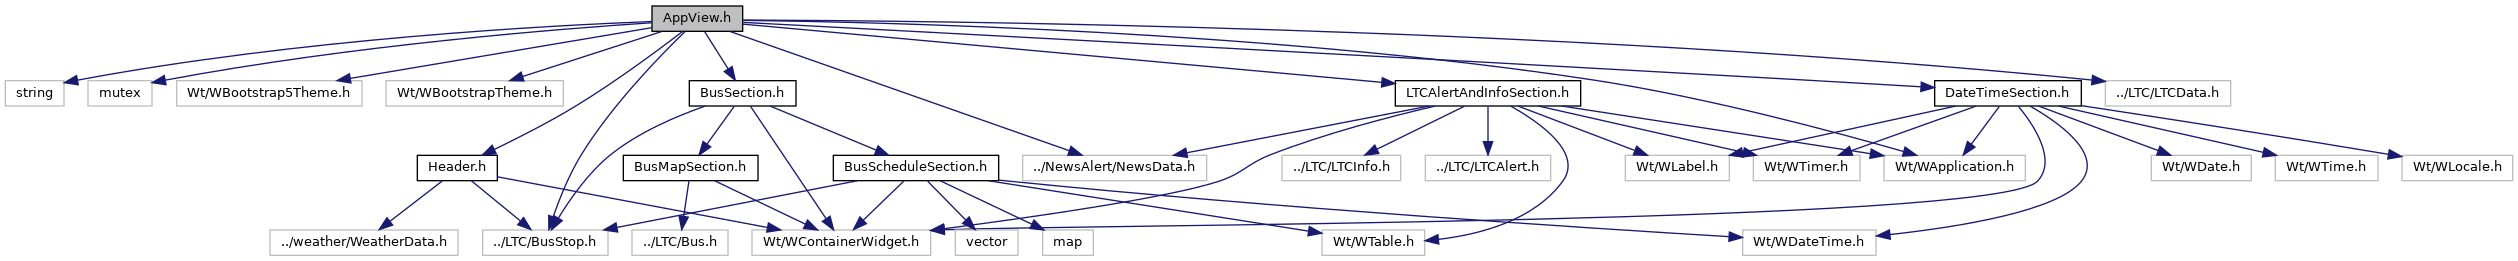 AppView.h
string
mutex
Wt/WBootstrap5Theme.h
Wt/WBootstrapTheme.h
BusSection.h
LTCAlertAndInfoSection.h
DateTimeSection.h
../LTC/LTCData.h
Header.h
BusMapSection.h
BusScheduleSection.h
../NewsAlert/NewsData.h
../LTC/LTCInfo.h
../LTC/LTCAlert.h
Wt/WLabel.h
Wt/WTimer.h
Wt/WApplication.h
Wt/WDate.h
Wt/WTime.h
Wt/WLocale.h
../weather/WeatherData.h
../LTC/BusStop.h
../LTC/Bus.h
Wt/WContainerWidget.h
vector
map
Wt/WTable.h
Wt/WDateTime.h